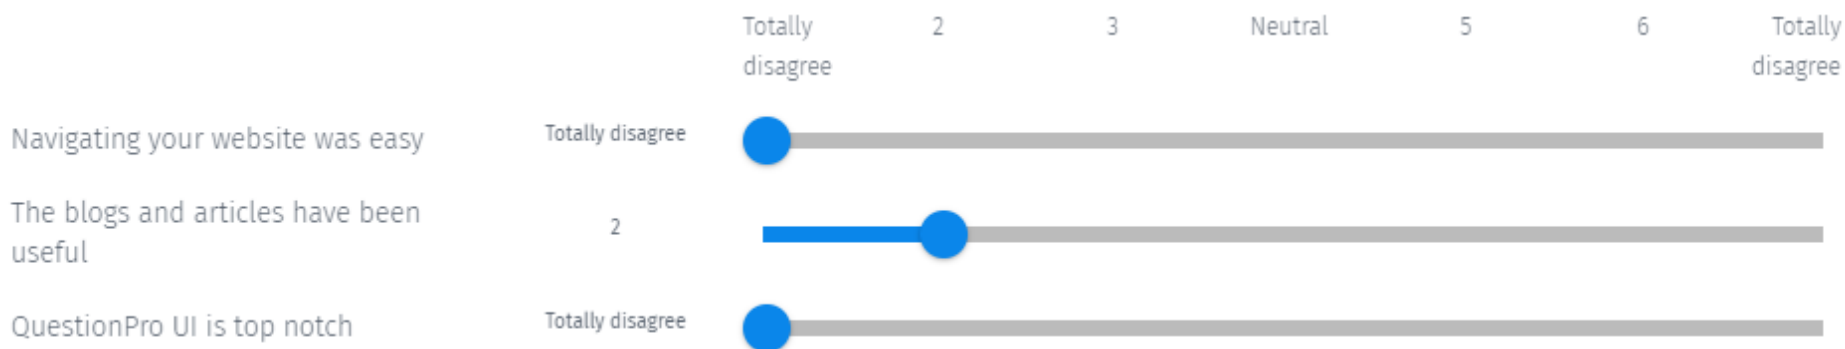 Totally disagree 2 3 Neutral 5 6 Totally disagree
Navigating your website was easy Totally disagree
The blogs and articles have been
useful 2
QuestionPro UI is top notch Totally disagree